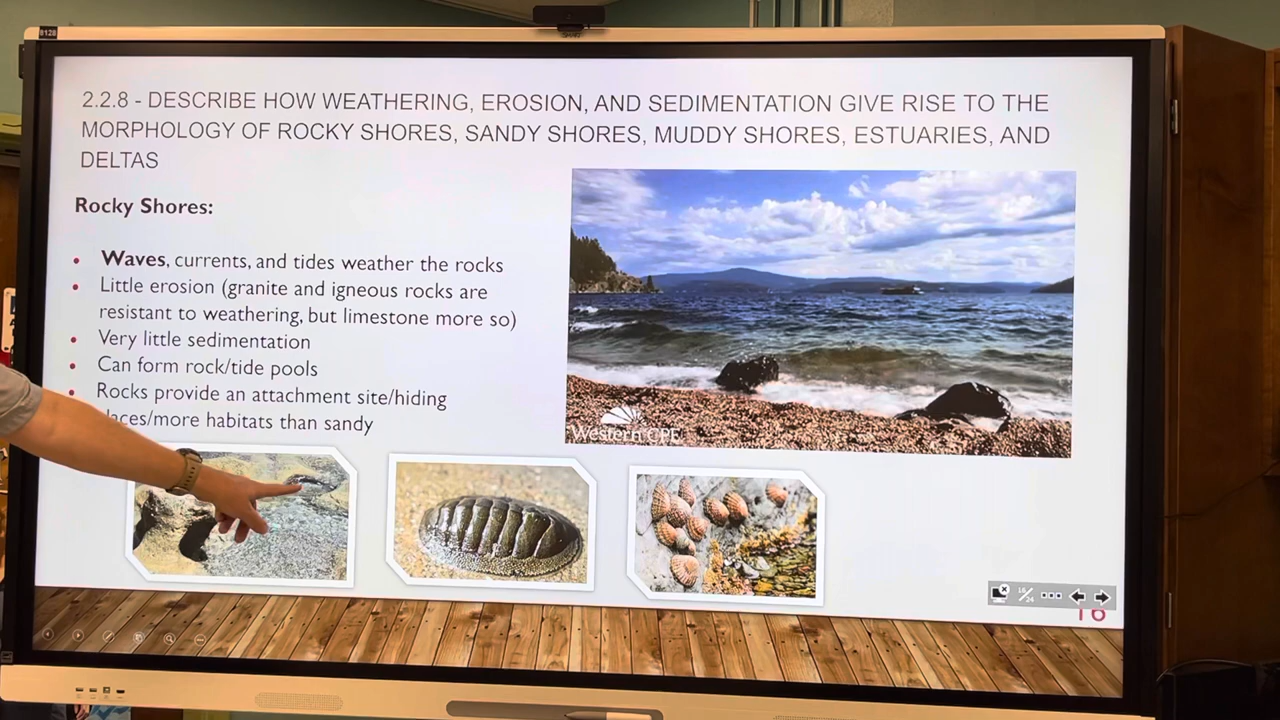 2.2.8 - DESCRIBE HOW WEATHERING, EROSION, AND SEDIMENTATION GIVE RISE TO THE
MORPHOLOGY OF ROCKY SHORES, SANDY SHORES, MUDDY SHORES, ESTUARIES, AND
DELTAS
Rocky Shores:
Waves, currents, and tides weather the rocks
Little erosion (granite and igneous rocks are
resistant to weathering, but limestone more so)
Very little sedimentation
Can form rock/tide pools
Rocks provide an attachment site/hiding
laces/more habitats than sandy
Western CPE
16